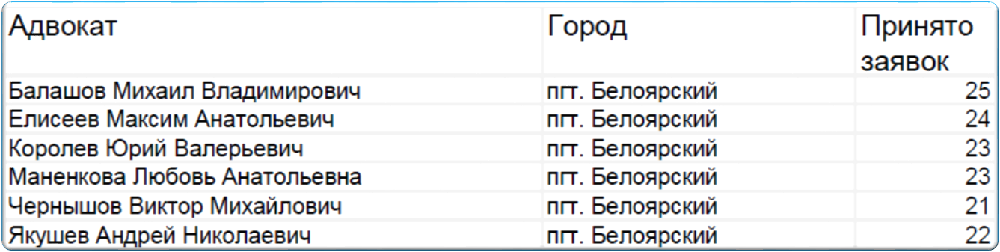 Адвокат Город Принято
заявок
Балашов Михаил Владимирович пгт. Белоярский 25
Елисеев Максим Анатольевич пгт. Белоярский 24
Королев Юрий Валерьевич пгт. Белоярский 23
Маненкова Любовь Анатольевна пгт. Белоярский 23
Чернышов Виктор Михайлович пгт. Белоярский 21
Якушев Андрей Николаевич пгт. Белоярский 22